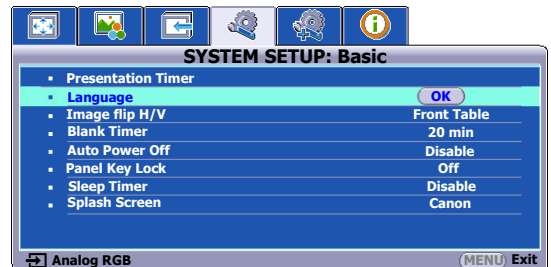 SYSTEM SETUP: Basic
Presentation Timer
Language OK
Image flip H/V Front Table
Blank Timer 20 min
Auto Power Off Disable
Panel Key Lock Off
Sleep Timer Disable
Splash Screen Canon
Analog RGB MENU Exit